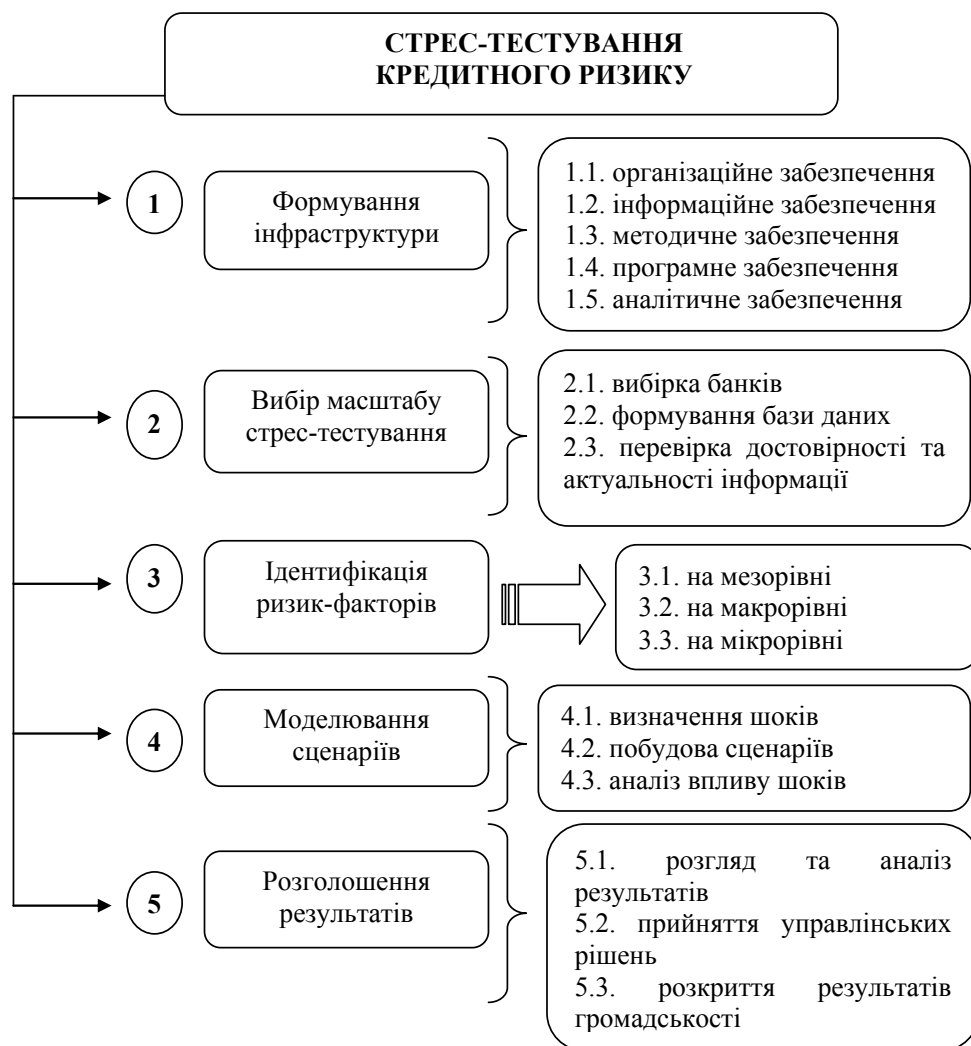 СТРЕС-ТЕСТУВАННЯ
КРЕДИТНОГО РИЗИКУ
1
Формування
інфраструктури
1.1. організаційне забезпечення
1.2. інформаційне забезпечення
1.3. методичне забезпечення
1.4. програмне забезпечення
1.5. аналітичне забезпечення
2
Вибір масштабу
стрес-тестування
2.1. вибірка банків
2.2. формування бази даних
2.3. перевірка достовірності та
актуальності інформації
3
Ідентифікація
ризик-факторів
3.1. на мезорівні
3.2. на макрорівні
3.3. на мікрорівні
4
Моделювання
сценаріїв
4.1. визначення шоків
4.2. побудова сценаріїв
4.3. аналіз впливу шоків
5
Розголошення
результатів
5.1. розгляд та аналіз
результатів
5.2. прийняття управлінських
рішень
5.3. розкриття результатів
громадськості